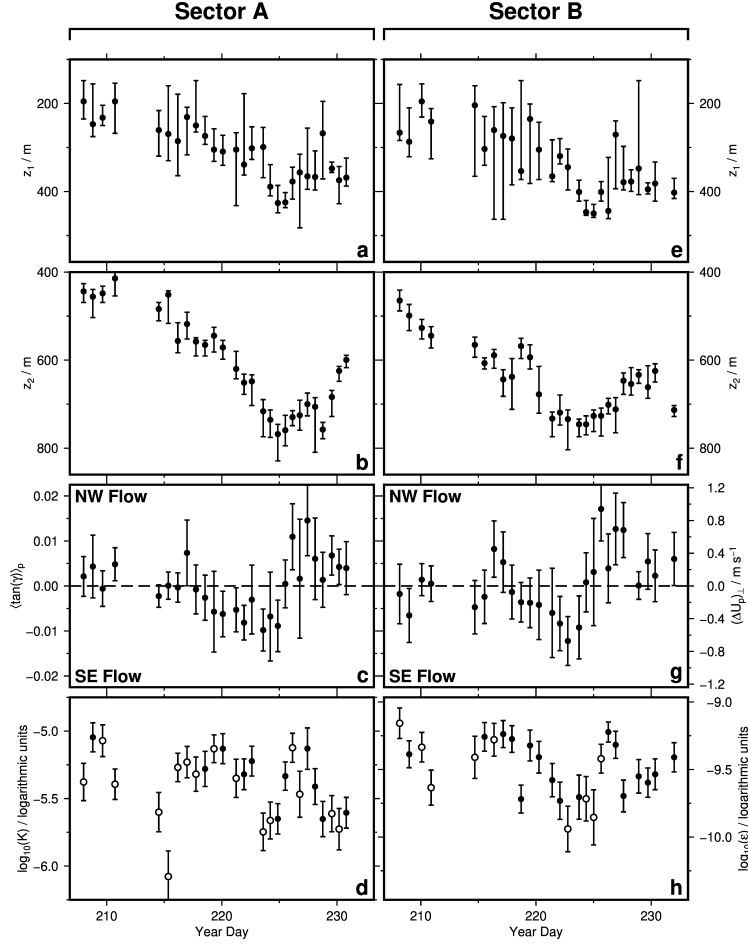 Sector A
Sector B
200
400
z1 / m
a
200
400
z1 / m
e
400
600
800
z2 / m
b
400
600
800
z2 / m
f
0.02
0.01
0.00
−0.01
−0.02
⟨tan(γ)⟩p
NW Flow
SE Flow
c
1.2
0.8
0.4
0.0
−0.4
−0.8
−1.2
(ΔUp)⊥ / m s−1
NW Flow
SE Flow
g
−5.0
−5.5
−6.0
log10(K) / logarithmic units
d
−9.0
−9.5
−10.0
log10(ε) / logarithmic units
h
210
220
230
Year Day
210
220
230
Year Day